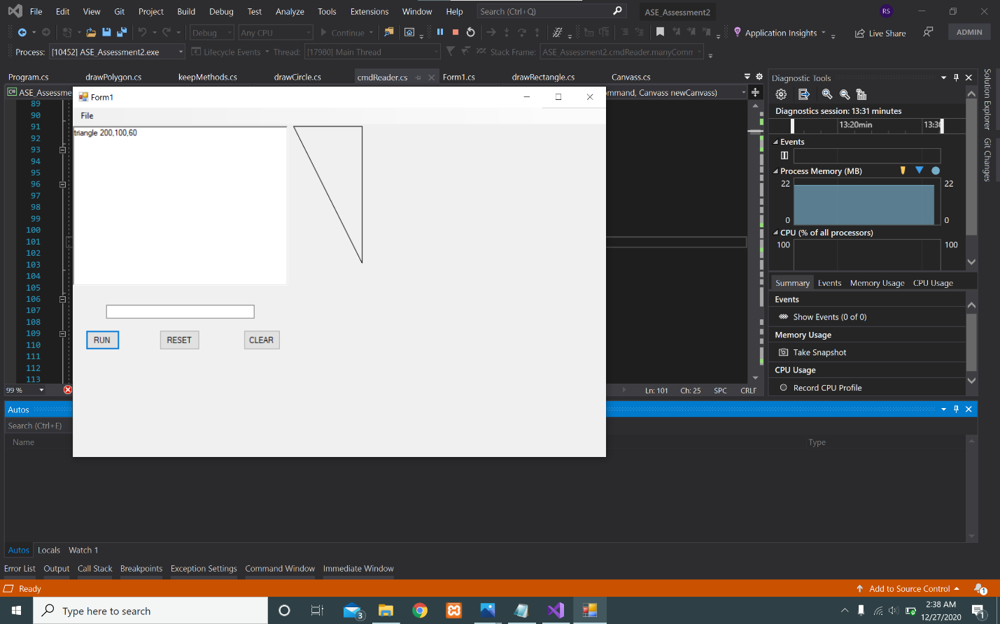 File Edit View Git Project Build Debug Test Analyze Tools Extensions Window Help Search (Ctrl+Q) ASE_Assessment2 RS
Debug Any CPU Continue Application Insights Live Share ADMIN
Process: [10452] ASE_Assessment2.exe Lifecycle Events Thread: [17980] Main Thread Stack Frame: ASE_Assessment2.cmdReader.manyComm
Program.cs drawPolygon.cs keepMethods.cs drawCircle.cs cmdReader.cs Form1.cs drawRectangle.cs Canvass.cs
C# ASE_Assessme
mmand, Canvass newCanvass)
89
90
91
92
93
94
95
96
97
98
99
100
101
102
103
104
105
106
107
108
109
110
111
112
113
Form1
File
triangle 200,100,60
RUN RESET CLEAR
99 % Ln: 101 Ch: 25 SPC CRLF
Diagnostic Tools
Diagnostics session: 13:31 minutes
13:20min 13:3
Events
Process Memory (MB)
22 22
0 0
CPU (% of all processors)
100 100
Summary Events Memory Usage CPU Usage
Events
Show Events (0 of 0)
Memory Usage
Take Snapshot
CPU Usage
Record CPU Profile
Solution Explorer
Git Changes
Autos
Search (Ctrl+E)
Name Type
Autos Locals Watch 1
Error List Output Call Stack Breakpoints Exception Settings Command Window Immediate Window
Ready Add to Source Control 1
Type here to search 3
2:38 AM
12/27/2020 1